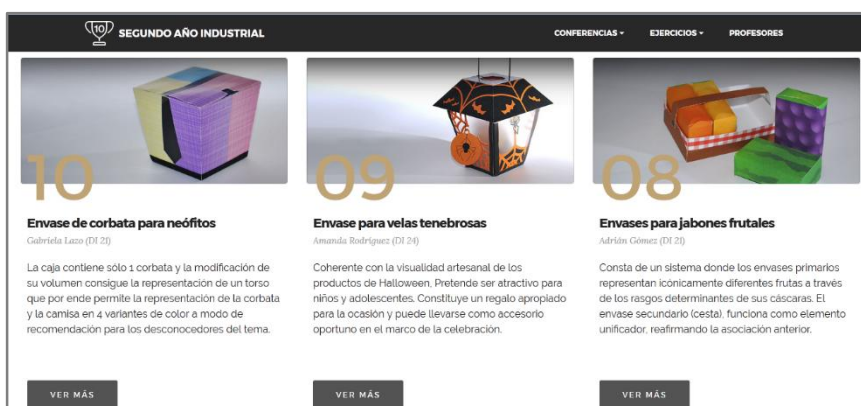 10 SEGUNDO AÑO INDUSTRIAL
CONFERENCIAS EJERCICIOS PROFESORES
10
Envase de corbata para neófitos
Gabriela Lazo (DI 21)
La caja contiene sólo 1 corbata y la modificación de
su volumen consigue la representación de un torso
que por ende permite la representación de la corbata
y la camisa en 4 variantes de color a modo de
recomendación para los desconocedores del tema.
VER MÁS
09
Envase para velas tenebrosas
Amanda Rodríguez (DI 24)
Coherente con la visualidad artesanal de los
productos de Halloween, Pretende ser atractivo para
niños y adolescentes. Constituye un regalo apropiado
para la ocasión y puede llevarse como accesorio
oportuno en el marco de la celebración.
VER MÁS
08
Envases para jabones frutales
Adrián Gómez (DI 21)
Consta de un sistema donde los envases primarios
representan icónicamente diferentes frutas a través
de los rasgos determinantes de sus cáscaras. El
envase secundario (cesta), funciona como elemento
unificador, reafirmando la asociación anterior.
VER MÁS